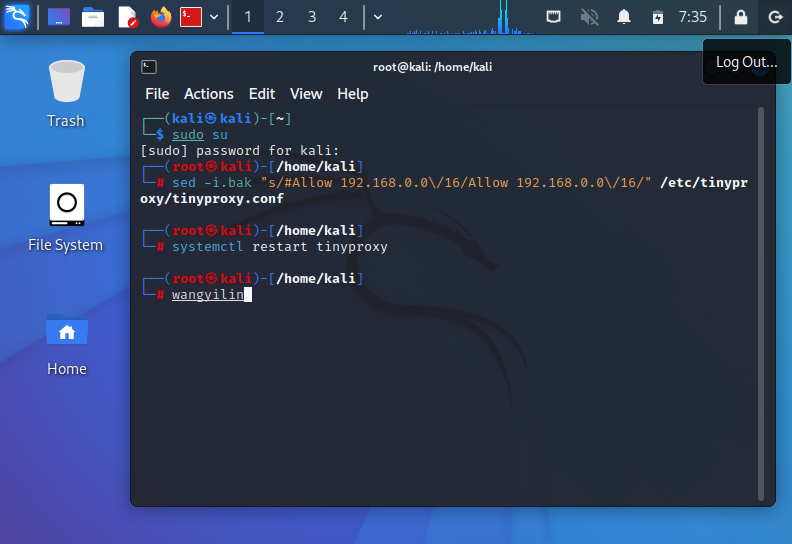 1 2 3 4 7:35
Log Out...
Trash
File System
Home
root@kali: /home/kali
File Actions Edit View Help
┌──(kali㉿kali)-[~]
└─$ sudo su
[sudo] password for kali:
┌──(root㉿kali)-[/home/kali]
└─# sed -i.bak "s/#Allow 192.168.0.0\/16/Allow 192.168.0.0\/16/" /etc/tinypr
oxy/tinyproxy.conf
┌──(root㉿kali)-[/home/kali]
└─# systemctl restart tinyproxy
┌──(root㉿kali)-[/home/kali]
└─# wangyilin